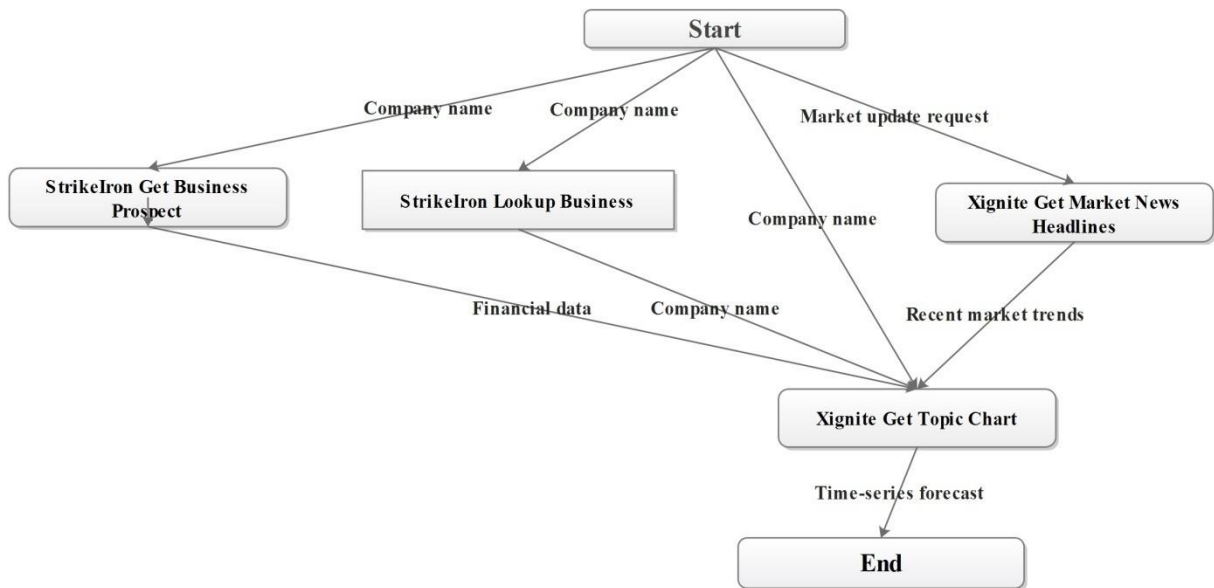 Start
Company name
Company name
Market update request
StrikeIron Get Business
Prospect
StrikeIron Lookup Business
Company name
Xignite Get Market News
Headlines
Financial data
Company name
Recent market trends
Xignite Get Topic Chart
Time-series forecast
End